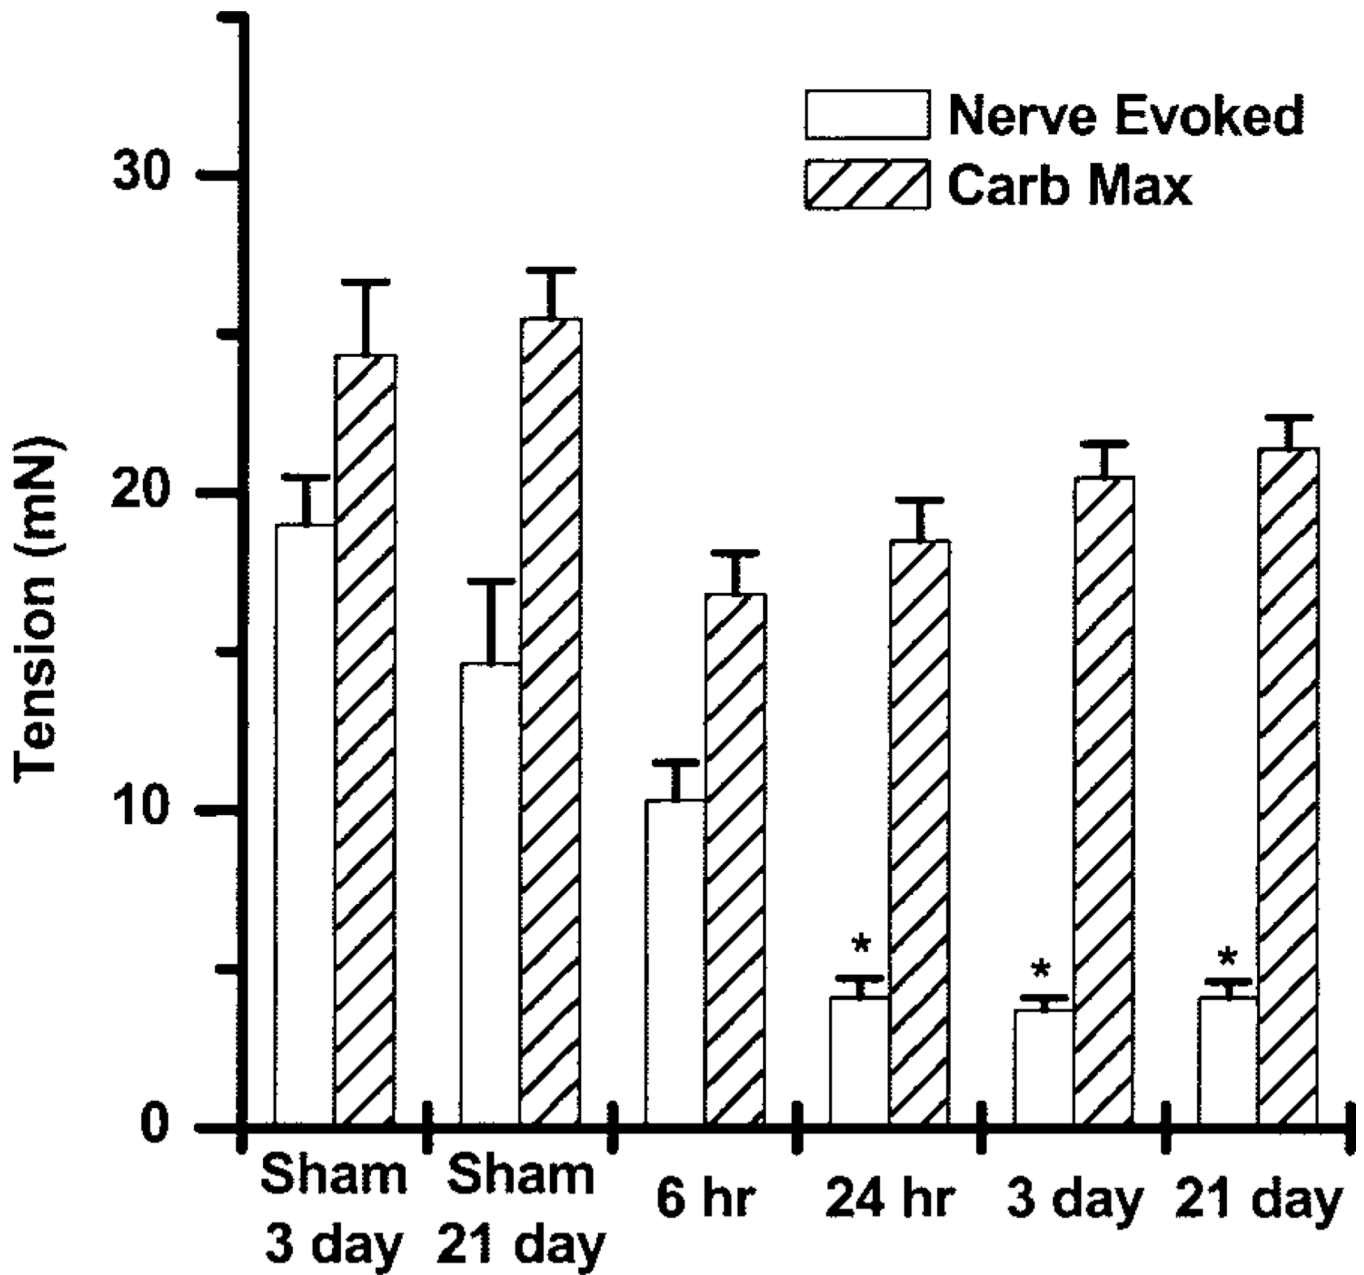 Nerve Evoked
Carb Max
30
20
10
0
Tension (mN)
*
*
*
Sham
3 day
Sham
21 day
6 hr
24 hr
3 day
21 day